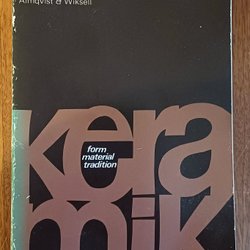 Almqvist & Wiksell
kera
form
material
tradition
mik